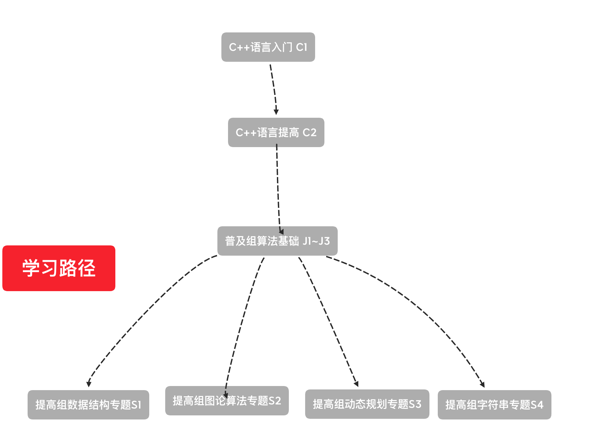 C++语言入门 C1
C++语言提高 C2
普及组算法基础 J1~J3
学习路径
提高组数据结构专题S1
提高组图论算法专题S2
提高组动态规划专题S3
提高组字符串专题S4